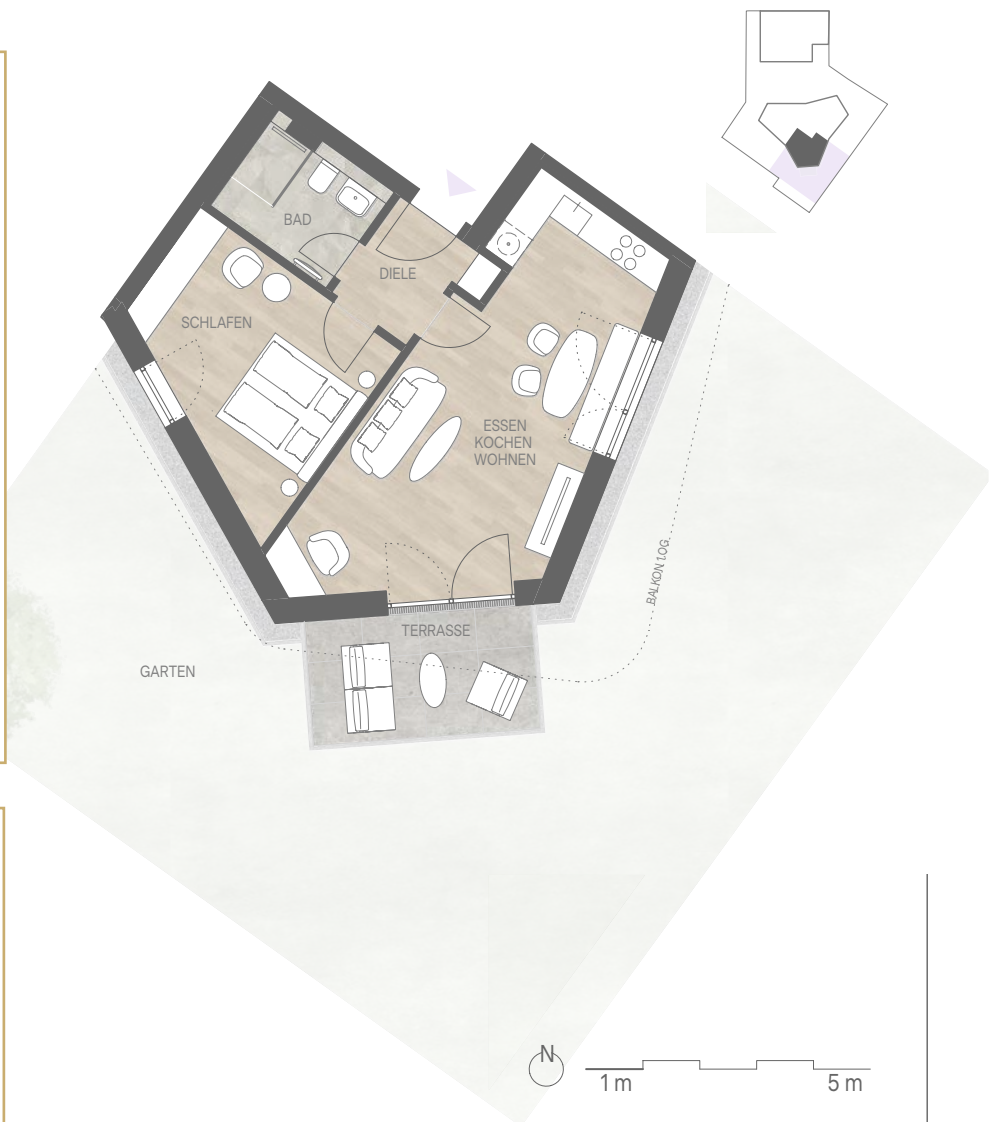 BAD
DIELE
SCHLAFEN
ESSEN
KOCHEN
WOHNEN
BALKON 1.OG.
TERRASSE
GARTEN
N
1 m
5 m